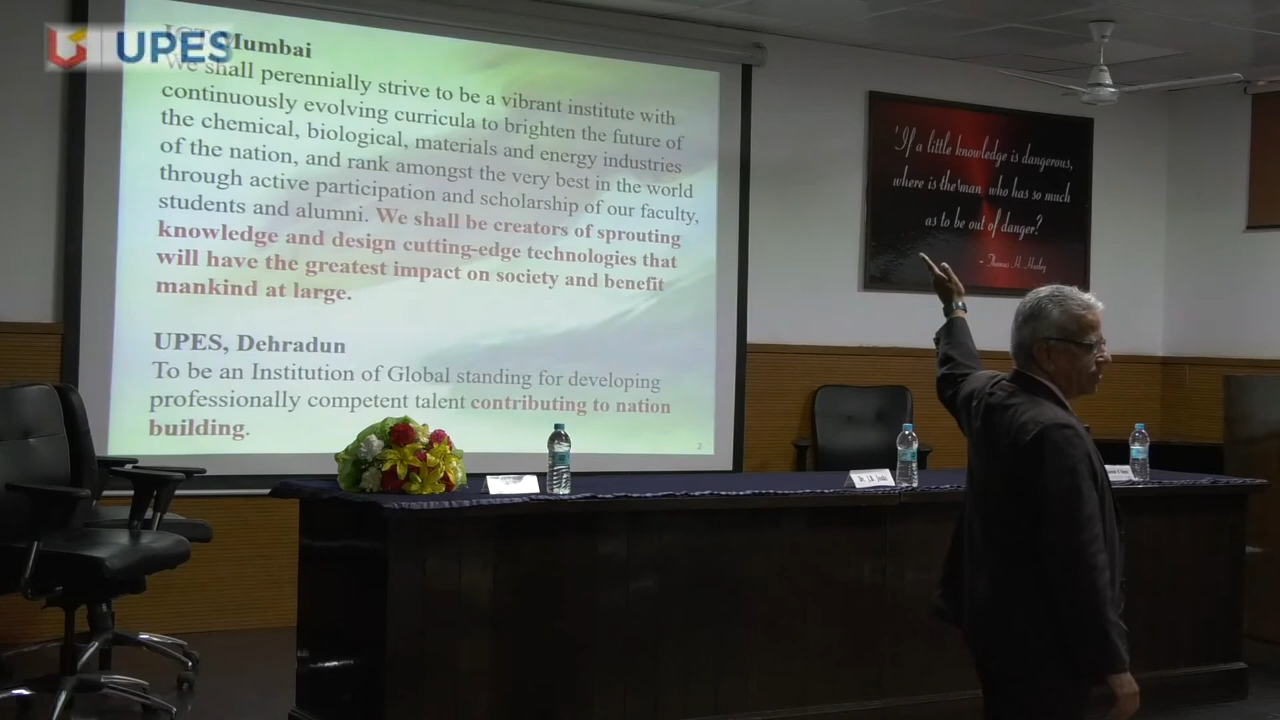 UPES
ICT Mumbai
We shall perennially strive to be a vibrant institute with
continuously evolving curricula to brighten the future of
the chemical, biological, materials and energy industries
of the nation, and rank amongst the very best in the world
through active participation and scholarship of our faculty,
students and alumni. We shall be creators of sprouting
knowledge and design cutting-edge technologies that
will have the greatest impact on society and benefit
mankind at large.
UPES, Dehradun
To be an Institution of Global standing for developing
professionally competent talent contributing to nation
building.
2
'If a little knowledge is dangerous,
where is the man who has so much
as to be out of danger?
- Thomas H. Huxley
Dr. J.B. Joshi